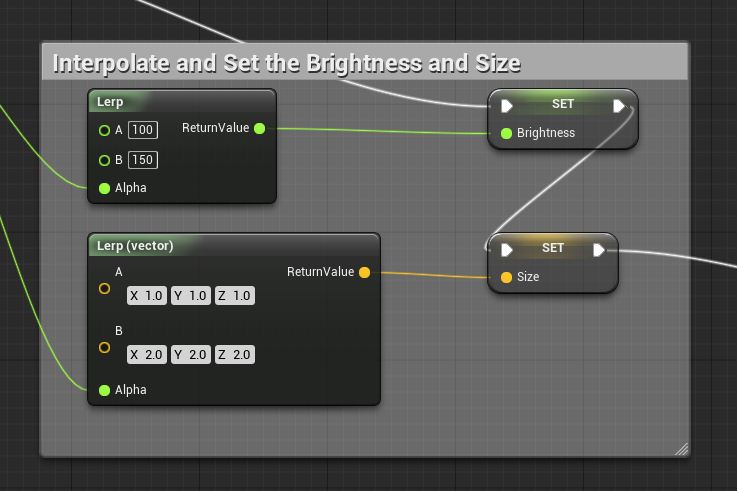 Interpolate and Set the Brightness and Size
Lerp
A 100
ReturnValue
B 150
Alpha
SET
Brightness
Lerp (vector)
A
ReturnValue
X 1.0 Y 1.0 Z 1.0
B
X 2.0 Y 2.0 Z 2.0
Alpha
SET
Size